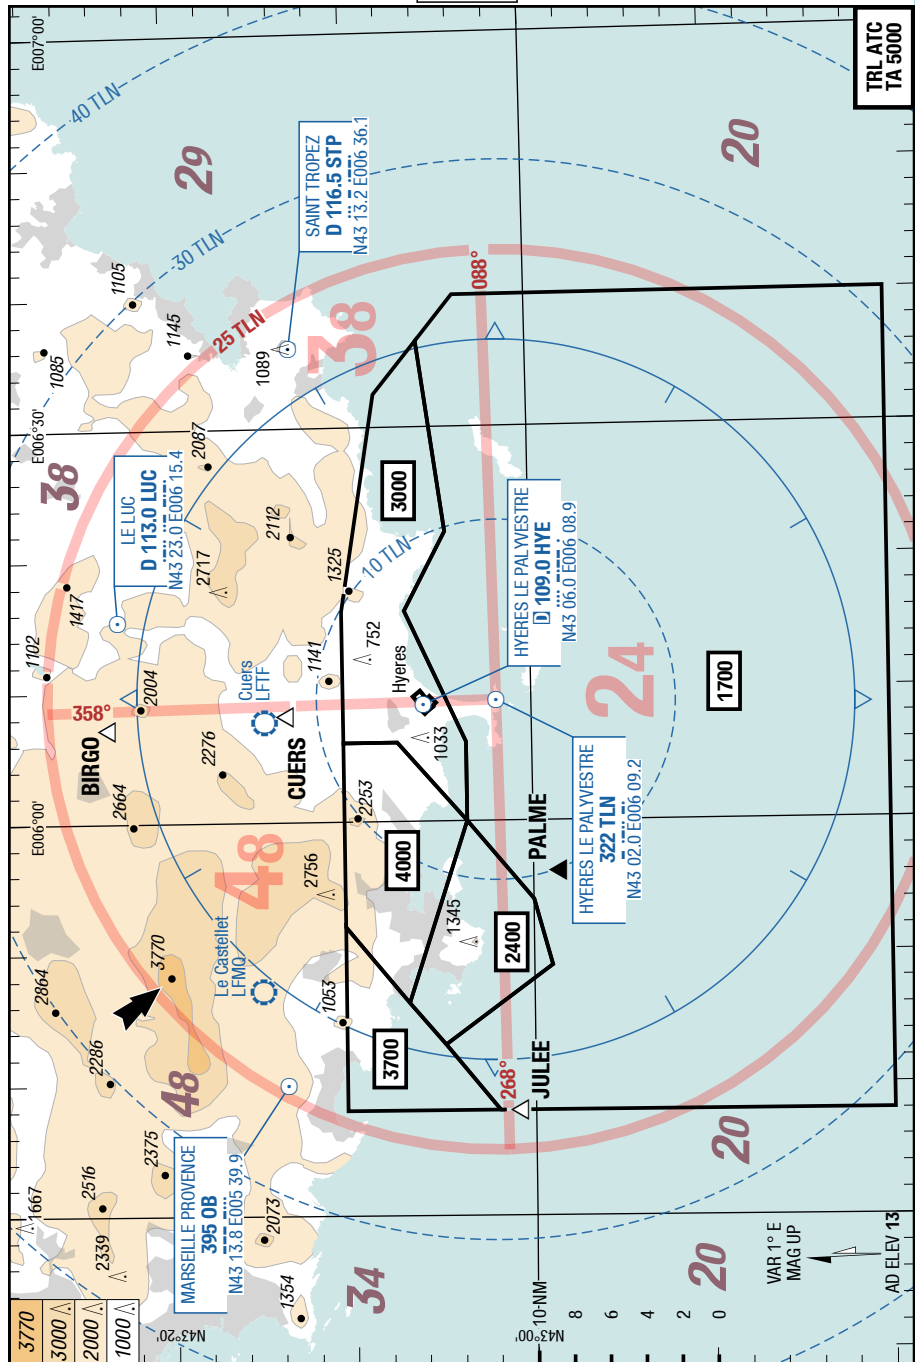 E007°00'
TRL ATC
TA 5000
40 TLN
29
20
SAINT TROPEZ
D 116.5 STP
N43 13.2 E006 36.1
30 TLN
1105
1085
1145
25 TLN
1089
38
088°
E006°30'
38
2087
LE LUC
D 113.0 LUC
N43 23.0 E006 15.4
2717
2112
1325
10 TLN
3000
HYERES LE PALYVESTRE
D 109.0 HYE
N43 06.0 E006 08.9
1417
1102
2004
358°
BIRGO
Cuers
LFTF
CUERS
1141
752
Hyeres
1033
24
1700
2276
2664
E006°00'
2253
48
2756
4000
1345
PALME
2400
HYERES LE PALYVESTRE
322 TLN
N43 02.0 E006 09.2
3770
2864
Le Castellet
LFMQ
1053
2286
48
3700
268°
JULEE
2375
2516
1667
2339
MARSEILLE PROVENCE
395 OB
N43 13.8 E005 39.9
2073
1354
34
20
20
VAR 1° E
MAG UP
AD ELEV 13
3770
3000
2000
1000
N43°20'
N43°00'
10 NM
8
6
4
2
0